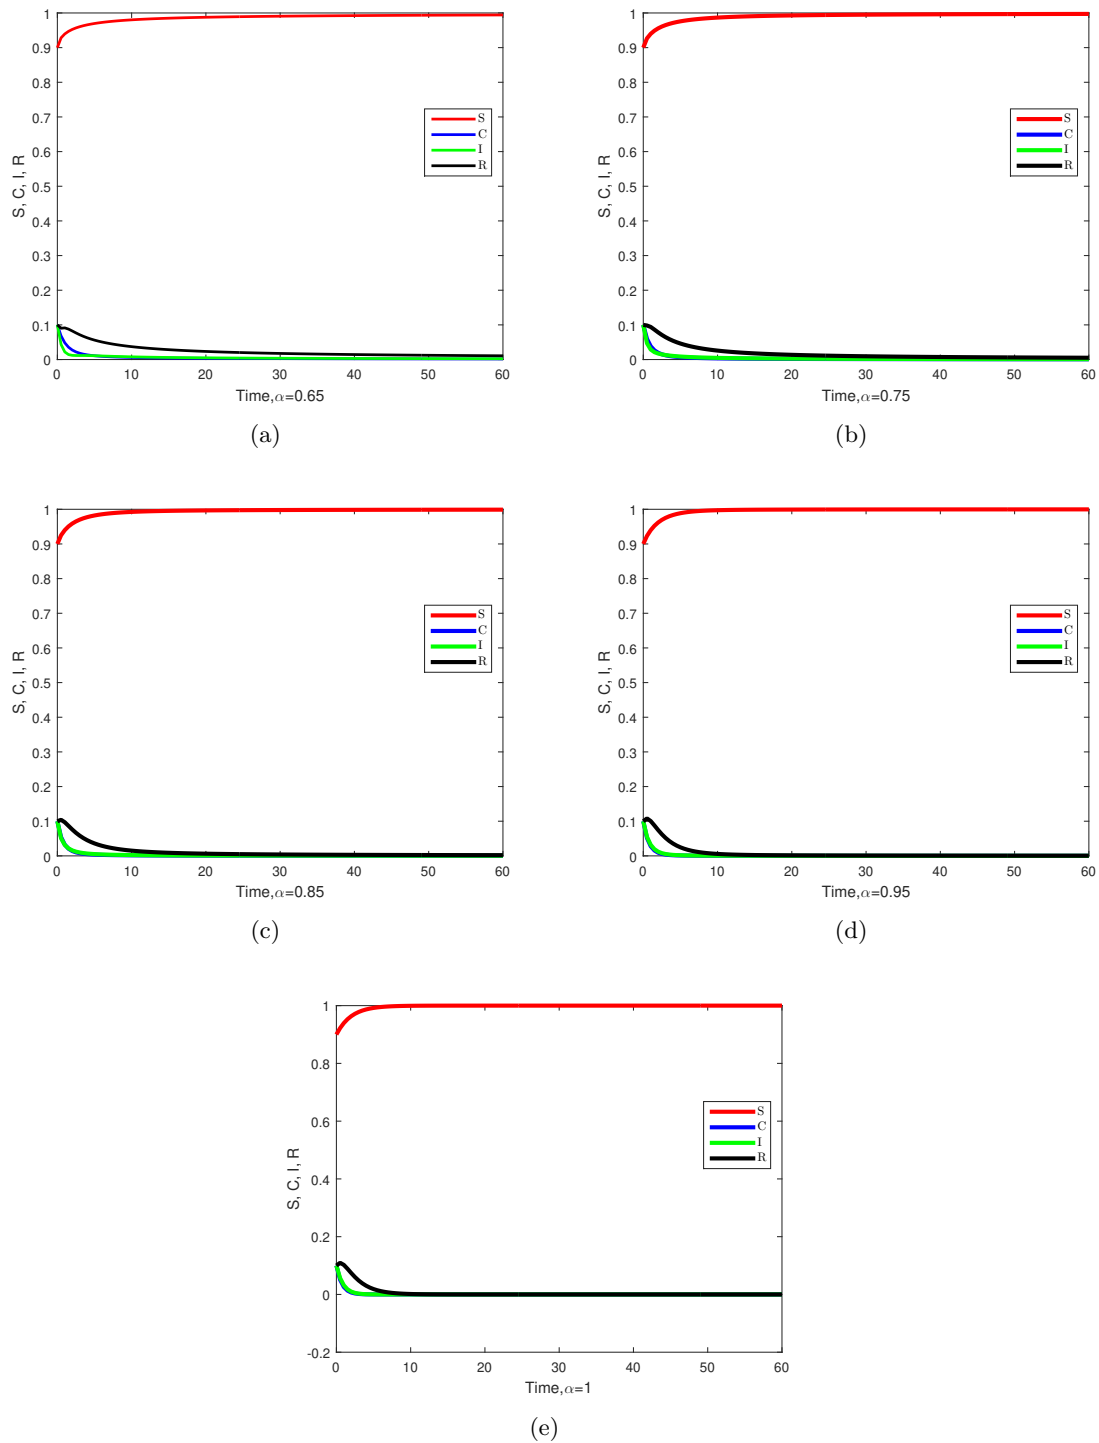 1
0.9
0.8
0.7
0.6
0.5
0.4
0.3
0.2
0.1
0
S, C, I, R
S
C
I
R
0 10 20 30 40 50 60
Time,α=0.65
(a)
1
0.9
0.8
0.7
0.6
0.5
0.4
0.3
0.2
0.1
0
S, C, I, R
S
C
I
R
0 10 20 30 40 50 60
Time,α=0.75
(b)
1
0.9
0.8
0.7
0.6
0.5
0.4
0.3
0.2
0.1
0
S, C, I, R
S
C
I
R
0 10 20 30 40 50 60
Time,α=0.85
(c)
1
0.9
0.8
0.7
0.6
0.5
0.4
0.3
0.2
0.1
0
S, C, I, R
S
C
I
R
0 10 20 30 40 50 60
Time,α=0.95
(d)
1
0.8
0.6
0.4
0.2
0
-0.2
S, C, I, R
S
C
I
R
0 10 20 30 40 50 60
Time,α=1
(e)